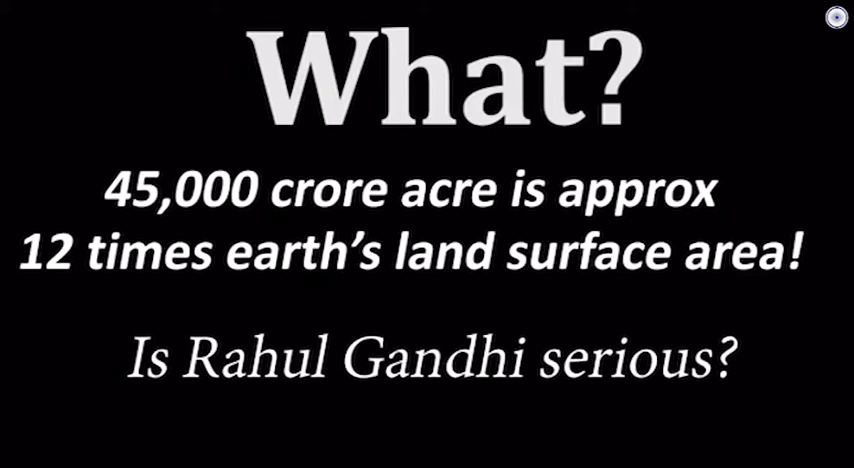 What?
45,000 crore acre is approx
12 times earth's land surface area!
Is Rahul Gandhi serious?